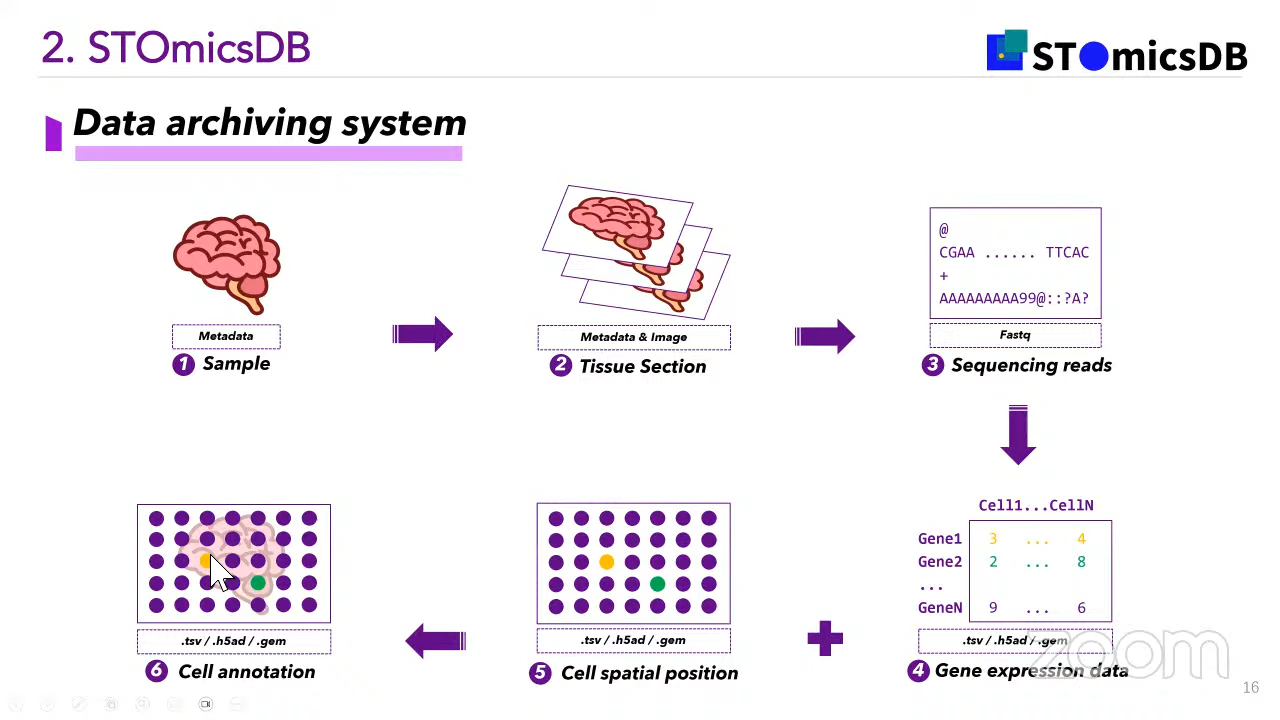 2. STOmicsDB
STOmicsDB
Data archiving system
@
CGAA ...... TTCAC
+
AAAAAAAAA99@::?A?
Metadata
Metadata & Image
Fastq
1 Sample
2 Tissue Section
3 Sequencing reads
Cell1...CellN
Gene1 3 ... 4
Gene2 2 ... 8
...
GeneN 9 ... 6
.tsv / .h5ad / .gem
.tsv / .h5ad / .gem
.tsv / .h5ad / .gem
6 Cell annotation
5 Cell spatial position
4 Gene expression data
zoom
16